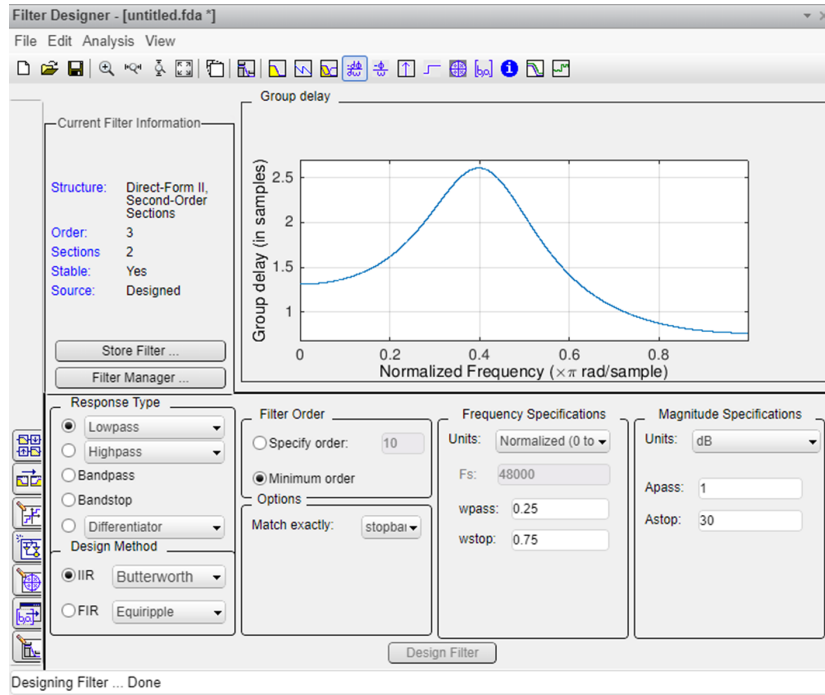 Filter Designer - [untitled.fda *]
File Edit Analysis View
Group delay
Current Filter Information
Structure: Direct-Form II,
Second-Order
Sections
Order: 3
Sections 2
Stable: Yes
Source: Designed
Store Filter ...
Filter Manager ...
Group delay (in samples)
2.5
2
1.5
1
0 0.2 0.4 0.6 0.8
Normalized Frequency (×π rad/sample)
Response Type
Lowpass
Highpass
Bandpass
Bandstop
Differentiator
Design Method
IIR Butterworth
FIR Equiripple
Filter Order
Specify order: 10
Minimum order
Options
Match exactly: stopbar
Frequency Specifications
Units: Normalized (0 to
Fs: 48000
wpass: 0.25
wstop: 0.75
Magnitude Specifications
Units: dB
Apass: 1
Astop: 30
Design Filter
Designing Filter ... Done